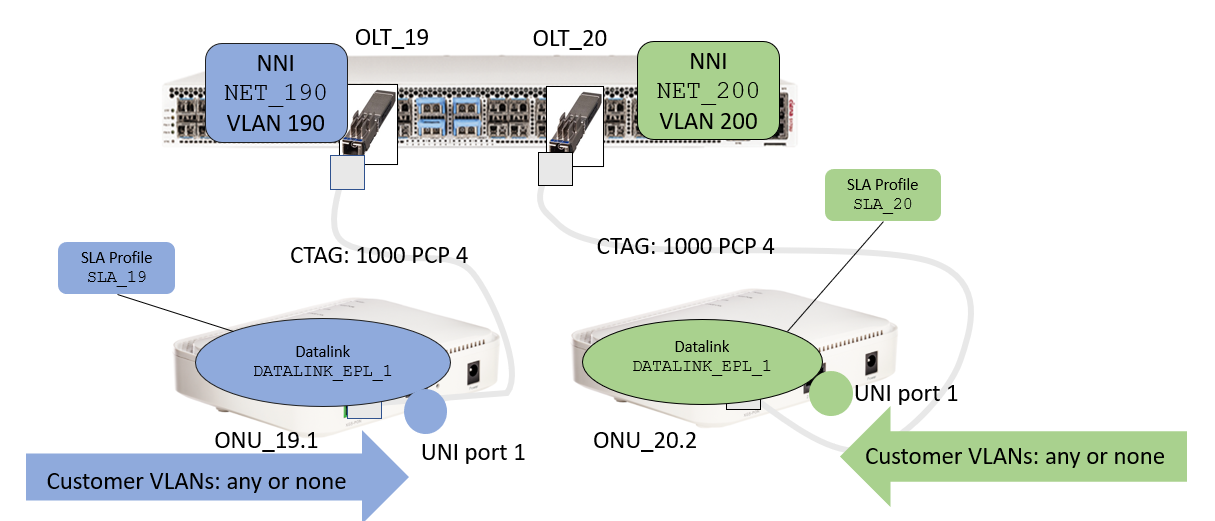 OLT_19
OLT_20
NNI
NET_190
VLAN 190
NNI
NET_200
VLAN 200
SLA Profile
SLA_20
CTAG: 1000 PCP 4
CTAG: 1000 PCP 4
SLA Profile
SLA_19
Datalink
DATALINK_EPL_1
Datalink
DATALINK_EPL_1
UNI port 1
ONU_19.1
ONU_20.2
UNI port 1
Customer VLANs: any or none
Customer VLANs: any or none